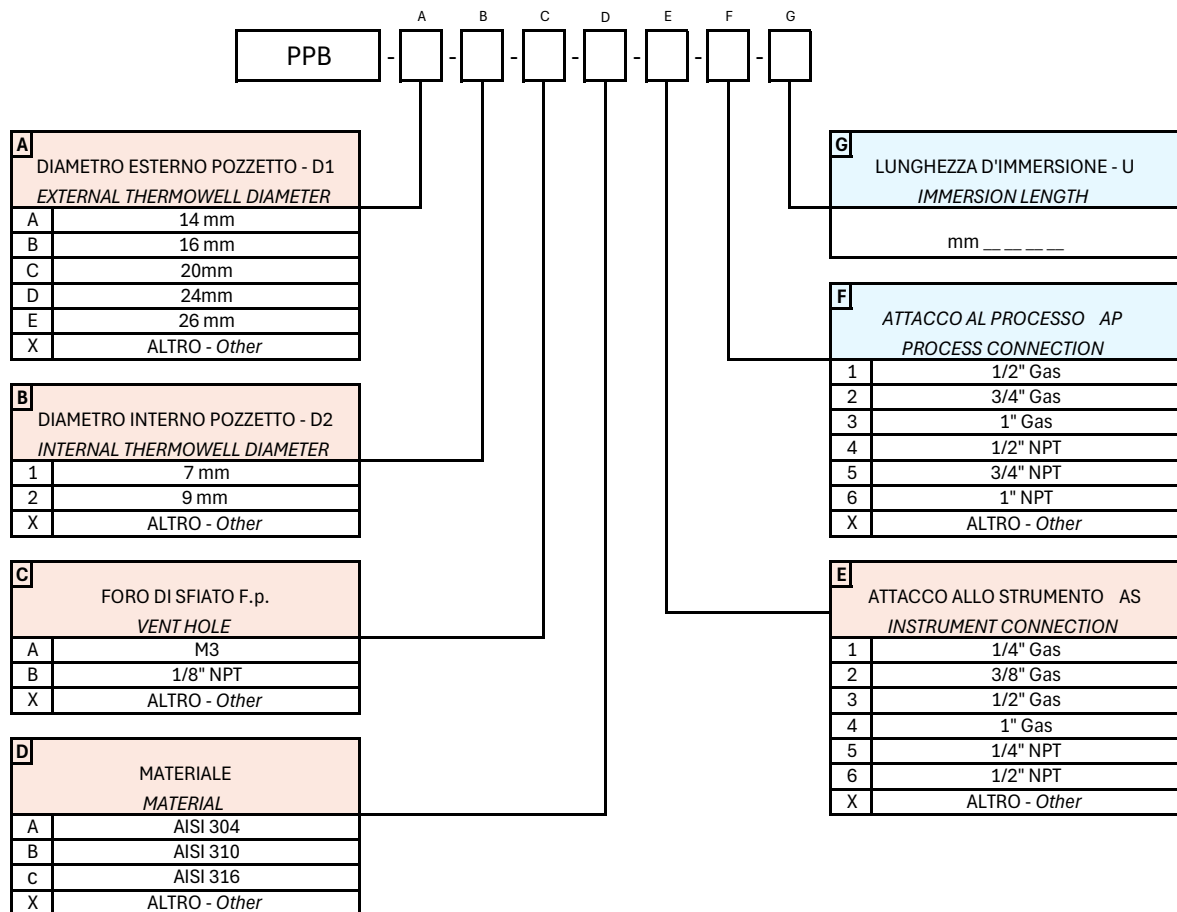 A B C D E F G
PPB - - - - - - -
A
DIAMETRO ESTERNO POZZETTO - D1
EXTERNAL THERMOWELL DIAMETER
A 14 mm
B 16 mm
C 20mm
D 24mm
E 26 mm
X ALTRO - Other
B
DIAMETRO INTERNO POZZETTO - D2
INTERNAL THERMOWELL DIAMETER
1 7 mm
2 9 mm
X ALTRO - Other
C
FORO DI SFIATO F.p.
VENT HOLE
A M3
B 1/8" NPT
X ALTRO - Other
D
MATERIALE
MATERIAL
A AISI 304
B AISI 310
c AISI 316
X ALTRO - Other
G
LUNGHEZZA D'IMMERSIONE - U
IMMERSION LENGTH
mm __ __ __ __
F
ATTACCO AL PROCESSO AP
PROCESS CONNECTION
1 1/2" Gas
2 3/4" Gas
3 1" Gas
4 1/2" NPT
5 3/4" NPT
6 1" NPT
X ALTRO - Other
E
ATTACCO ALLO STRUMENTO AS
INSTRUMENT CONNECTION
1 1/4" Gas
2 3/8" Gas
3 1/2" Gas
4 1" Gas
5 1/4" NPT
6 1/2" NPT
X ALTRO - Other